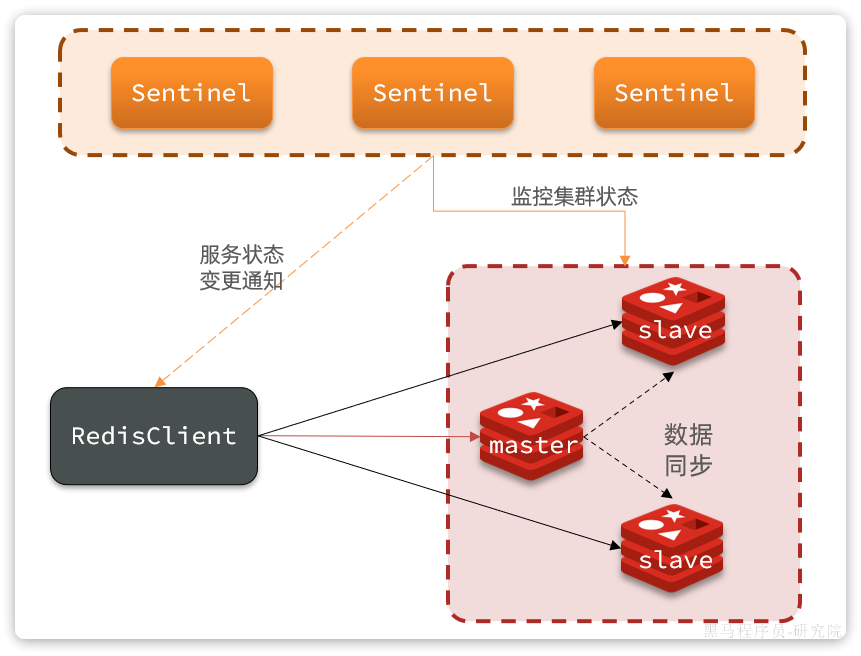 Sentinel
Sentinel
Sentinel
监控集群状态
服务状态
变更通知
slave
RedisClient
master
数据
同步
slave
黑马程序员-研究院